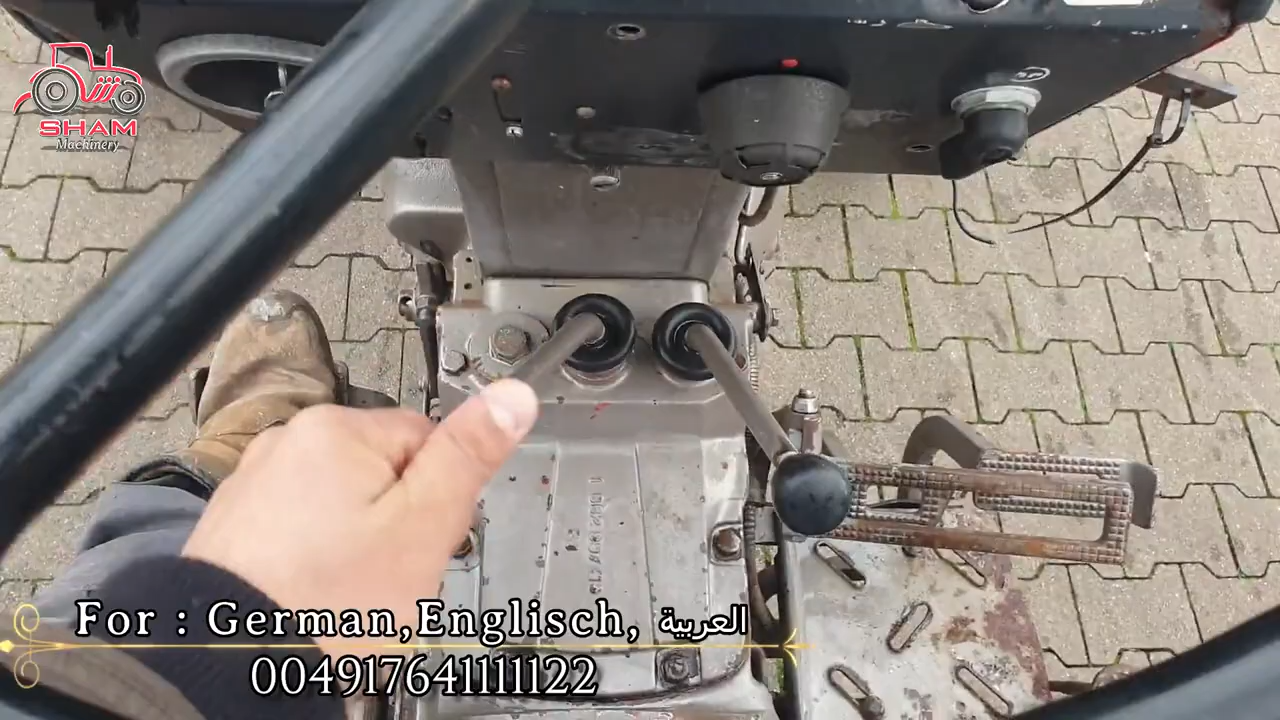 SHAM
Machinery
For : German,Englisch, العربية
004917641111122